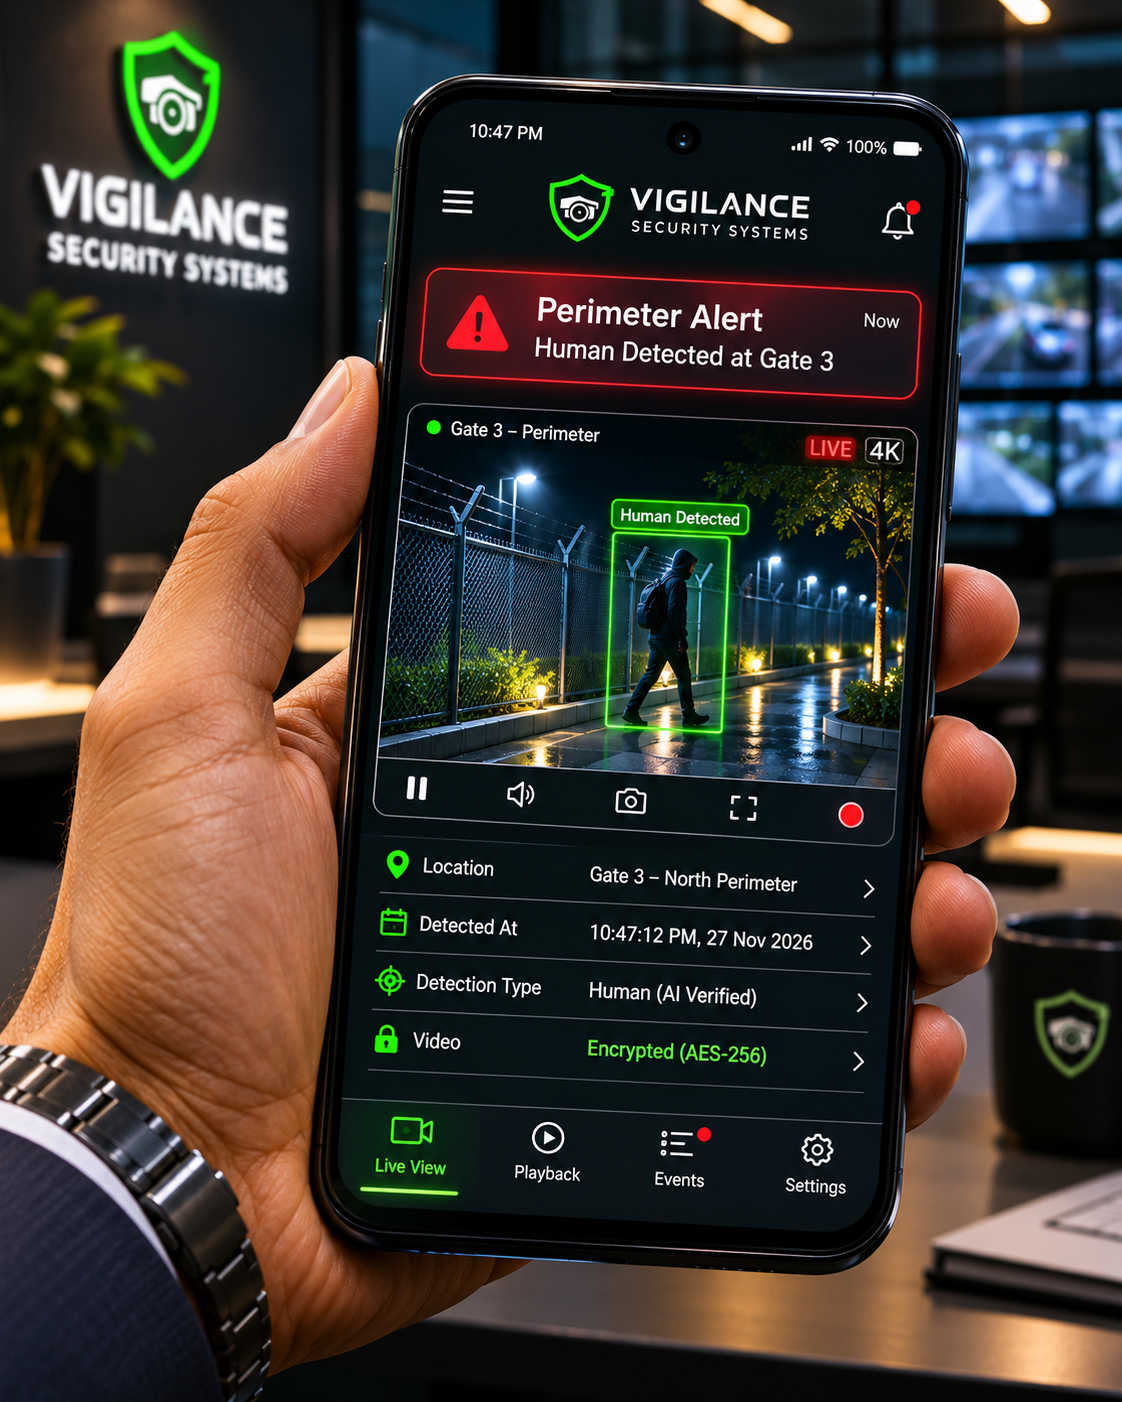 VIGILANCE
SECURITY SYSTEMS
10:47 PM
100%
VIGILANCE
SECURITY SYSTEMS
Perimeter Alert
Now
Human Detected at Gate 3
Gate 3 – Perimeter
LIVE
4K
Human Detected
Location
Gate 3 – North Perimeter
Detected At
10:47:12 PM, 27 Nov 2026
Detection Type
Human (AI Verified)
Video
Encrypted (AES-256)
Live View
Playback
Events
Settings